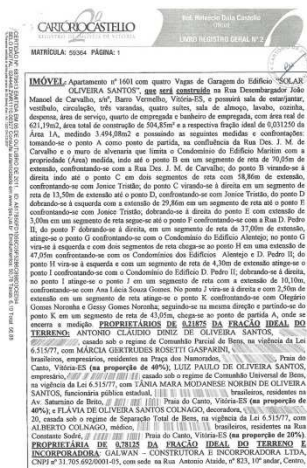 CARTÓRIO CASTELLO
Oficial
LIVRO REGISTRO GERAL Nº 2
MATRÍCULA: 59364 PÁGINA: 1
IMÓVEL: Apartamento nº 1601 com quatro Vagas de Garagem do Edifício "SOLAR
OLIVEIRA SANTOS", que será construído na Rua Desembargador João
Manoel de Carvalho, s/nº, Barro Vermelho, Vitória-ES, e possuirá sala de estar/jantar,
vestíbulo, circulação, três varandas, quatro suítes, sala de almoço, lavabo, cozinha,
despensa, área de serviço, quarto de empregada e banheiro de empregada, com área real de
621,19m2, área total de construção de 504,85m² e a respectiva fração ideal de 0,031250 da
Área 1A, medindo 3.494,08m2 e possuindo as seguintes medidas e confrontações:
tomando-se o ponto A como ponto de partida, na confluência da Rua Des. J. M. de
Carvalho e o muro de alvenaria que limita o Condomínio do Edifício Marítim com a
propriedade (Área) medida, indo até o ponto B em um segmento de reta de 70,05m de
extensão, confrontando-se com a Rua Des. J. M. de Carvalho; do ponto B virando-se à
direita indo até o ponto C em dois segmentos de reta com 58,86m de extensão,
confrontando-se com Jonice Tristão; do ponto C virando-se à direita em um segmento de
reta de 13,50m de extensão até o ponto D, confrontando-se com Jonice Tristão, do ponto D
dobrando-se à esquerda com a extensão de 29,86m em um segmento de reta até o ponto E
confrontando-se com Jonice Tristão; dobrando-se à direita do ponto E com extensão de
3,00m em um segmento de reta segue-se até o ponto F confrontando-se com a Rua D. Pedro
II, do ponto F dobrando-se à direita, em um segmento de reta de 37,00m de extensão,
atinge-se o ponto G confrontando-se com o Condomínio do Edifício Alentejo; no ponto G
vira-se à esquerda e com dois segmentos de reta chega-se ao ponto H em uma extensão de
47,05m confrontando-se com os Condomínios dos Edifícios Alentejo e D. Pedro II; do
ponto H vira-se à esquerda e em um segmento de reta de 4,30m de extensão atinge-se o
ponto I confrontando-se com o Condomínio do Edifício D. Pedro II; dobrando-se à direita,
no ponto I atinge-se o ponto J em um segmento de reta com a extensão de 10,10m,
confrontando-se com Ana Lúcia Souza Gomes. No ponto J vira-se à direita e com 2,50m de
extensão em um segmento de reta atinge-se o ponto K confrontando-se com Olegário
Gomes Noronha e Gessy Gomes Noronha, seguindo-se na mesma direção e partindo-se do
ponto K em um segmento de reta de 43,05m, chega-se ao ponto de partida A, onde se
encerra a medição. PROPRIETÁRIOS DE 0,21875 DA FRAÇÃO IDEAL DO
TERRENO: ANTONIO CLÁUDIO DINIZ DE OLIVEIRA SANTOS,
casado sob o regime de Comunhão Parcial de Bens, na vigência da Lei
6.515/77, com MÁRCIA GERTRUDES ROSETTI GASPARINI,
brasileiros, empresários, residentes na Praça dos Namorados, Praia do
Canto, Vitória-ES (na proporção de 40%); LUIZ PAULO DE OLIVEIRA SANTOS,
empresário, casado sob o regime de Comunhão Universal de Bens,
na vigência da Lei 6.515/77, com TÂNIA MARA MODANESE NORBIN DE OLIVEIRA
SANTOS, funcionária pública estadual, brasileiros, residentes na
Av. Saturnino de Brito, Praia do Canto, Vitória-ES (na proporção de
40%); e FLÁVIA DE OLIVEIRA SANTOS COLNAGO, decoradora,
20, casada sob o regime de Separação Total de Bens, na vigência da Lei 6.515/77, com
ALBERTO COLNAGO, médico, brasileiros, residentes na Rua
Constante Sodré, Praia do Canto, Vitória-ES (na proporção de 20%).
PROPRIETÁRIA DE 0,78125 DA FRAÇÃO IDEAL DO TERRENO E
INCORPORADORA: GALWAN - CONSTRUTORA E INCORPORADORA LTDA,
CNPJ nº 31.705.692/0001-05, com sede na Rua Antonio Ataíde, nº 823, 10º andar, Centro,